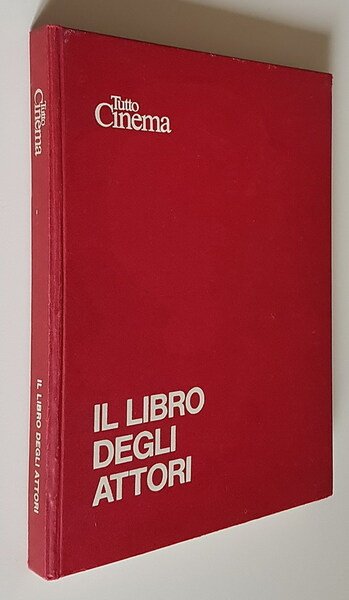 Tutto
Cinema
IL LIBRO
DEGLI
ATTORI
Tutto
Cinema
IL LIBRO DEGLI ATTORI